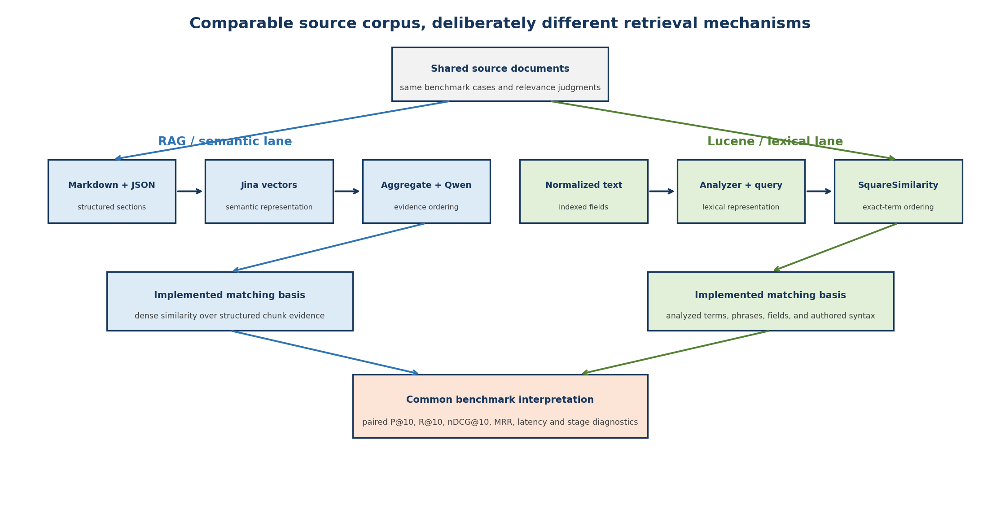 Comparable source corpus, deliberately different retrieval mechanisms
Shared source documents
same benchmark cases and relevance judgments
RAG / semantic lane
Lucene / lexical lane
Markdown + JSON
structured sections
Jina vectors
semantic representation
Aggregate + Qwen
evidence ordering
Normalized text
indexed fields
Analyzer + query
lexical representation
SquareSimilarity
exact-term ordering
Implemented matching basis
dense similarity over structured chunk evidence
Implemented matching basis
analyzed terms, phrases, fields, and authored syntax
Common benchmark interpretation
paired P@10, R@10, nDCG@10, MRR, latency and stage diagnostics